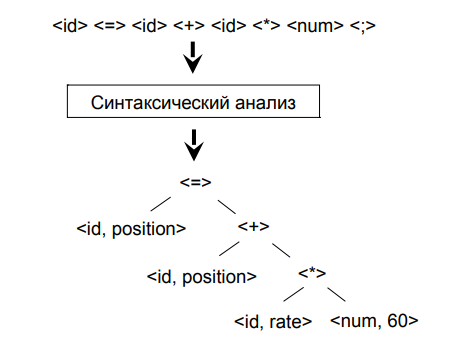 <id> <=> <id> <+> <id> <*> <num> <;>
Синтаксический анализ
<=>
<id, position> <+>
<id, position> <*>
<id, rate> <num, 60>